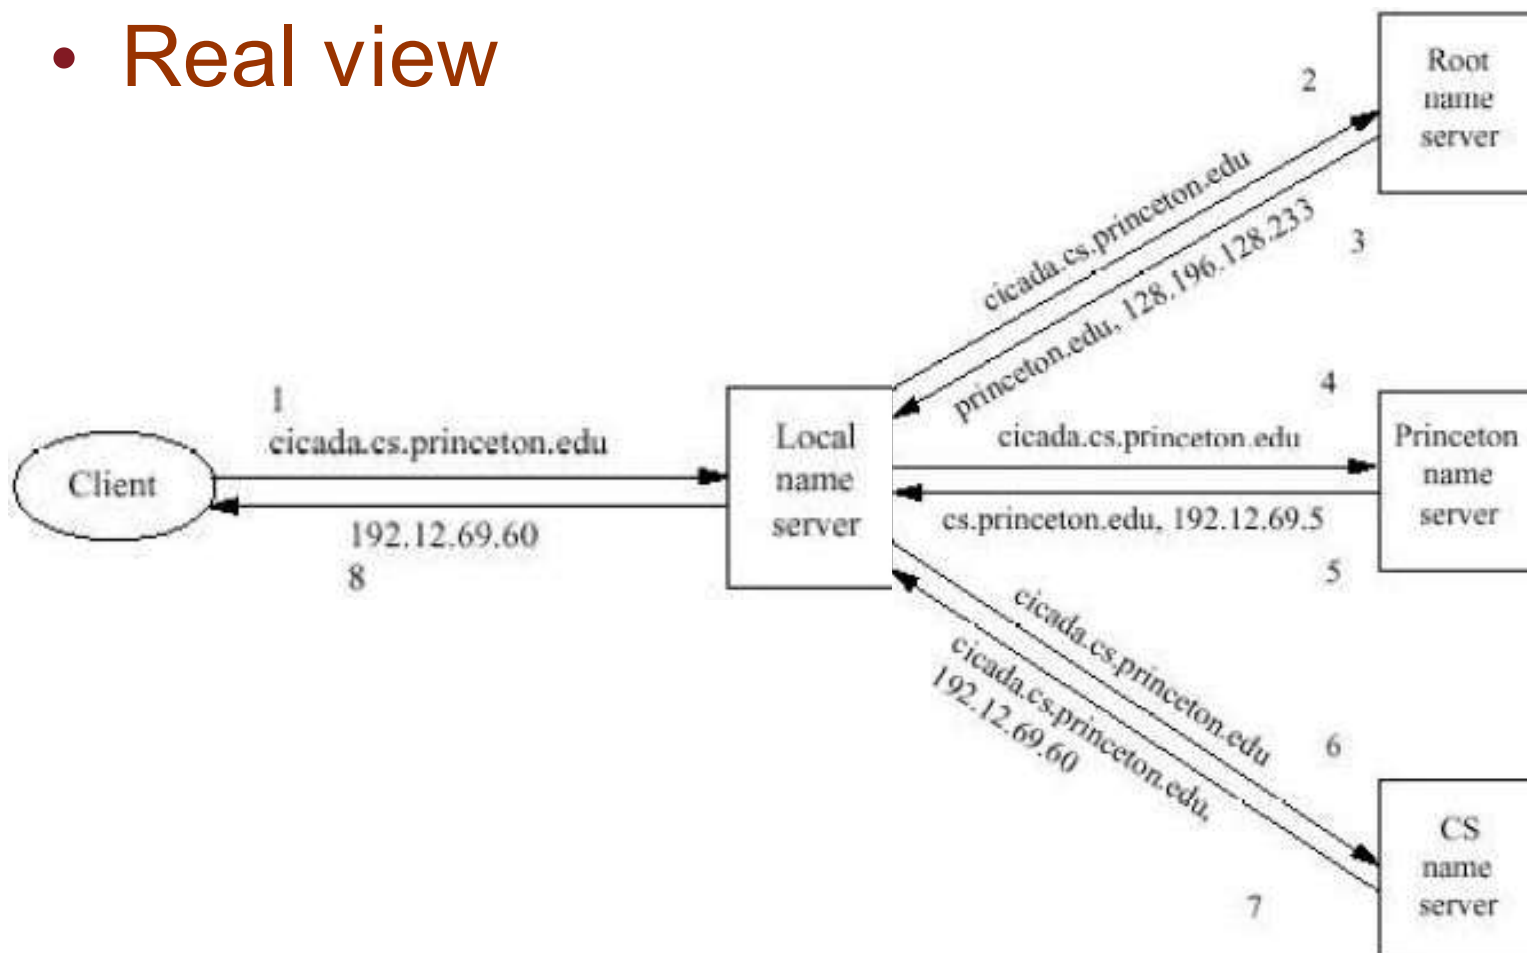 • Real view
1
cicada.cs.princeton.edu
Client
192.12.69.60
8
Local
name
server
2
cicada.cs.princeton.edu
Root
name
server
princeton.edu, 128.196.128.233
3
4
cicada.cs.princeton.edu
Princeton
name
server
cs.princeton.edu, 192.12.69.5
5
cicada.cs.princeton.edu
6
cicada.cs.princeton.edu,
192.12.69.60
7
CS
name
server